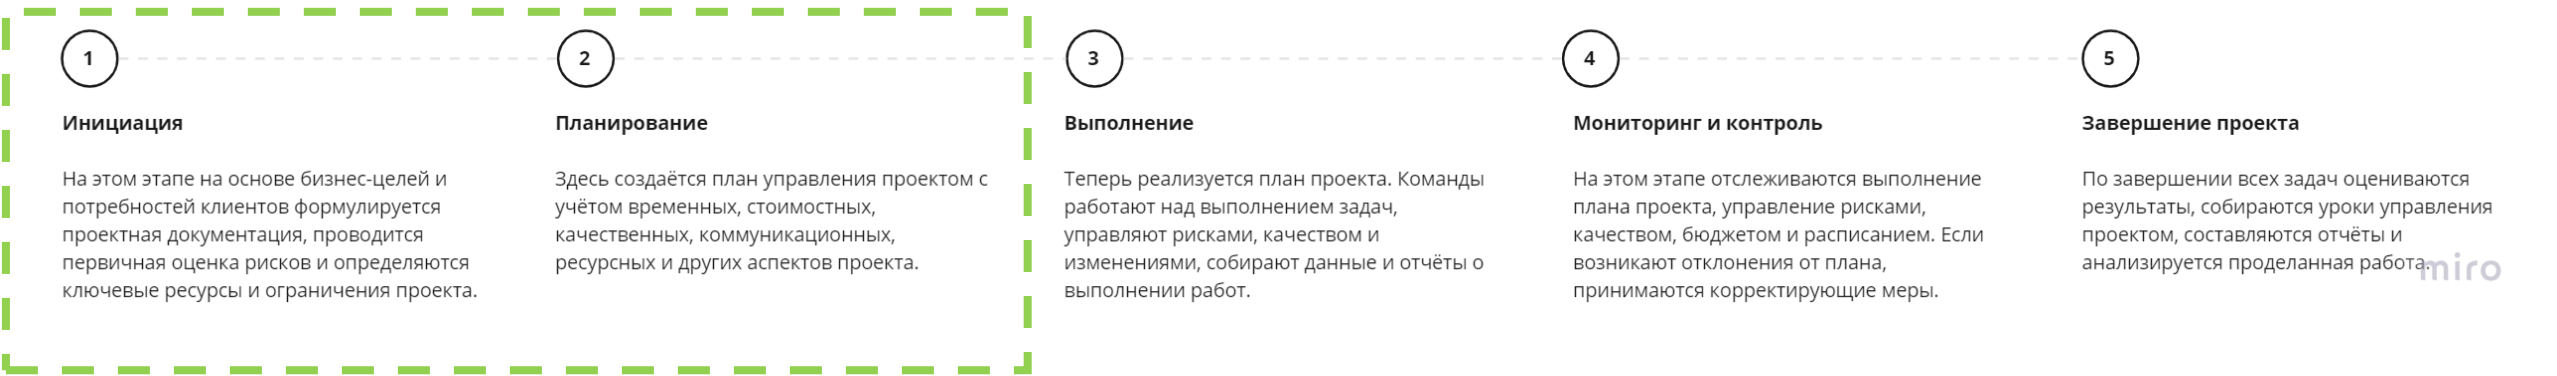 1
2
3
4
5
Инициация
На этом этапе на основе бизнес-целей и
потребностей клиентов формулируется
проектная документация, проводится
первичная оценка рисков и определяются
ключевые ресурсы и ограничения проекта.
Планирование
Здесь создаётся план управления проектом с
учётом временных, стоимостных,
качественных, коммуникационных,
ресурсных и других аспектов проекта.
Выполнение
Теперь реализуется план проекта. Команды
работают над выполнением задач,
управляют рисками, качеством и
изменениями, собирают данные и отчёты о
выполнении работ.
Мониторинг и контроль
На этом этапе отслеживаются выполнение
плана проекта, управление рисками,
качеством, бюджетом и расписанием. Если
возникают отклонения от плана,
принимаются корректирующие меры.
Завершение проекта
По завершении всех задач оцениваются
результаты, собираются уроки управления
проектом, составляются отчёты и
анализируется проделанная работа.
miro